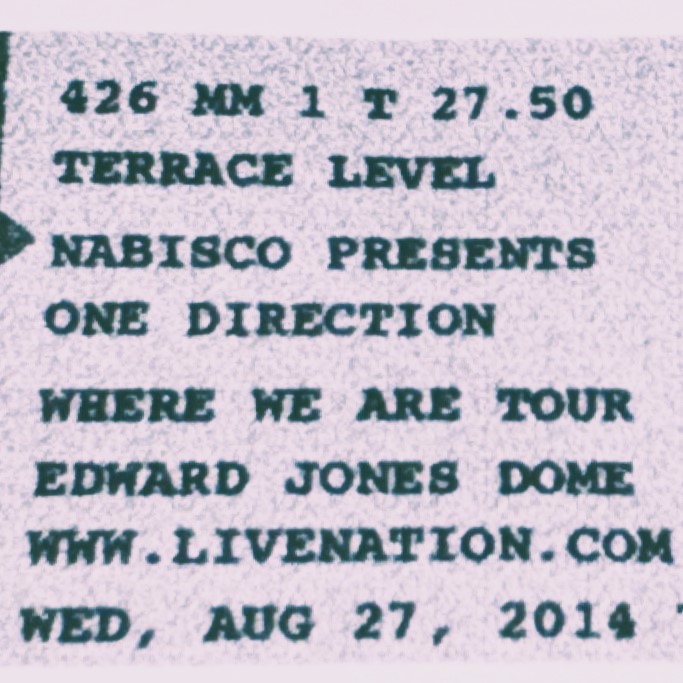 426 MM 1 T 27.50
TERRACE LEVEL
NABISCO PRESENTS
ONE DIRECTION
WHERE WE ARE TOUR
EDWARD JONES DOME
WWW.LIVENATION.COM
WED, AUG 27, 2014